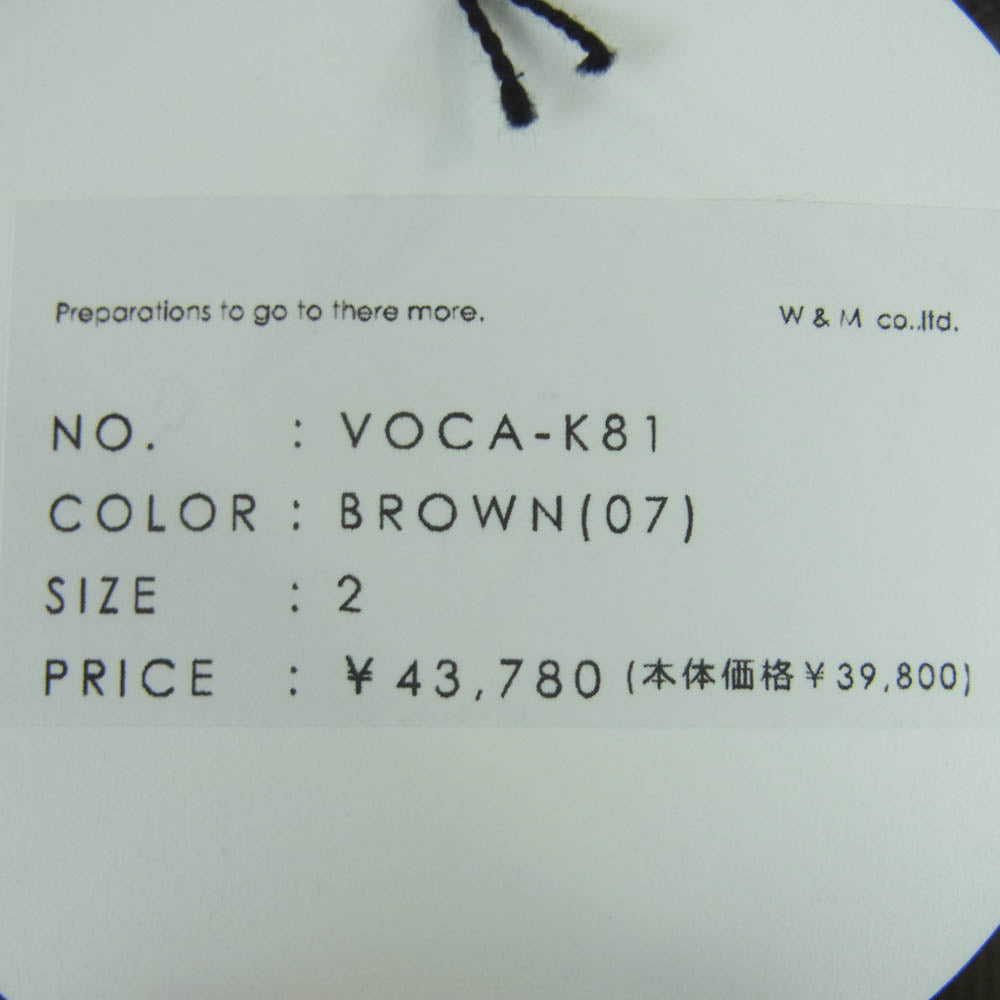 Preparations to go to there more. W & M co.,ltd.
NO. : VOCA-K81
COLOR : BROWN(07)
SIZE : 2
PRICE : ¥43,780 (本体価格¥39,800)